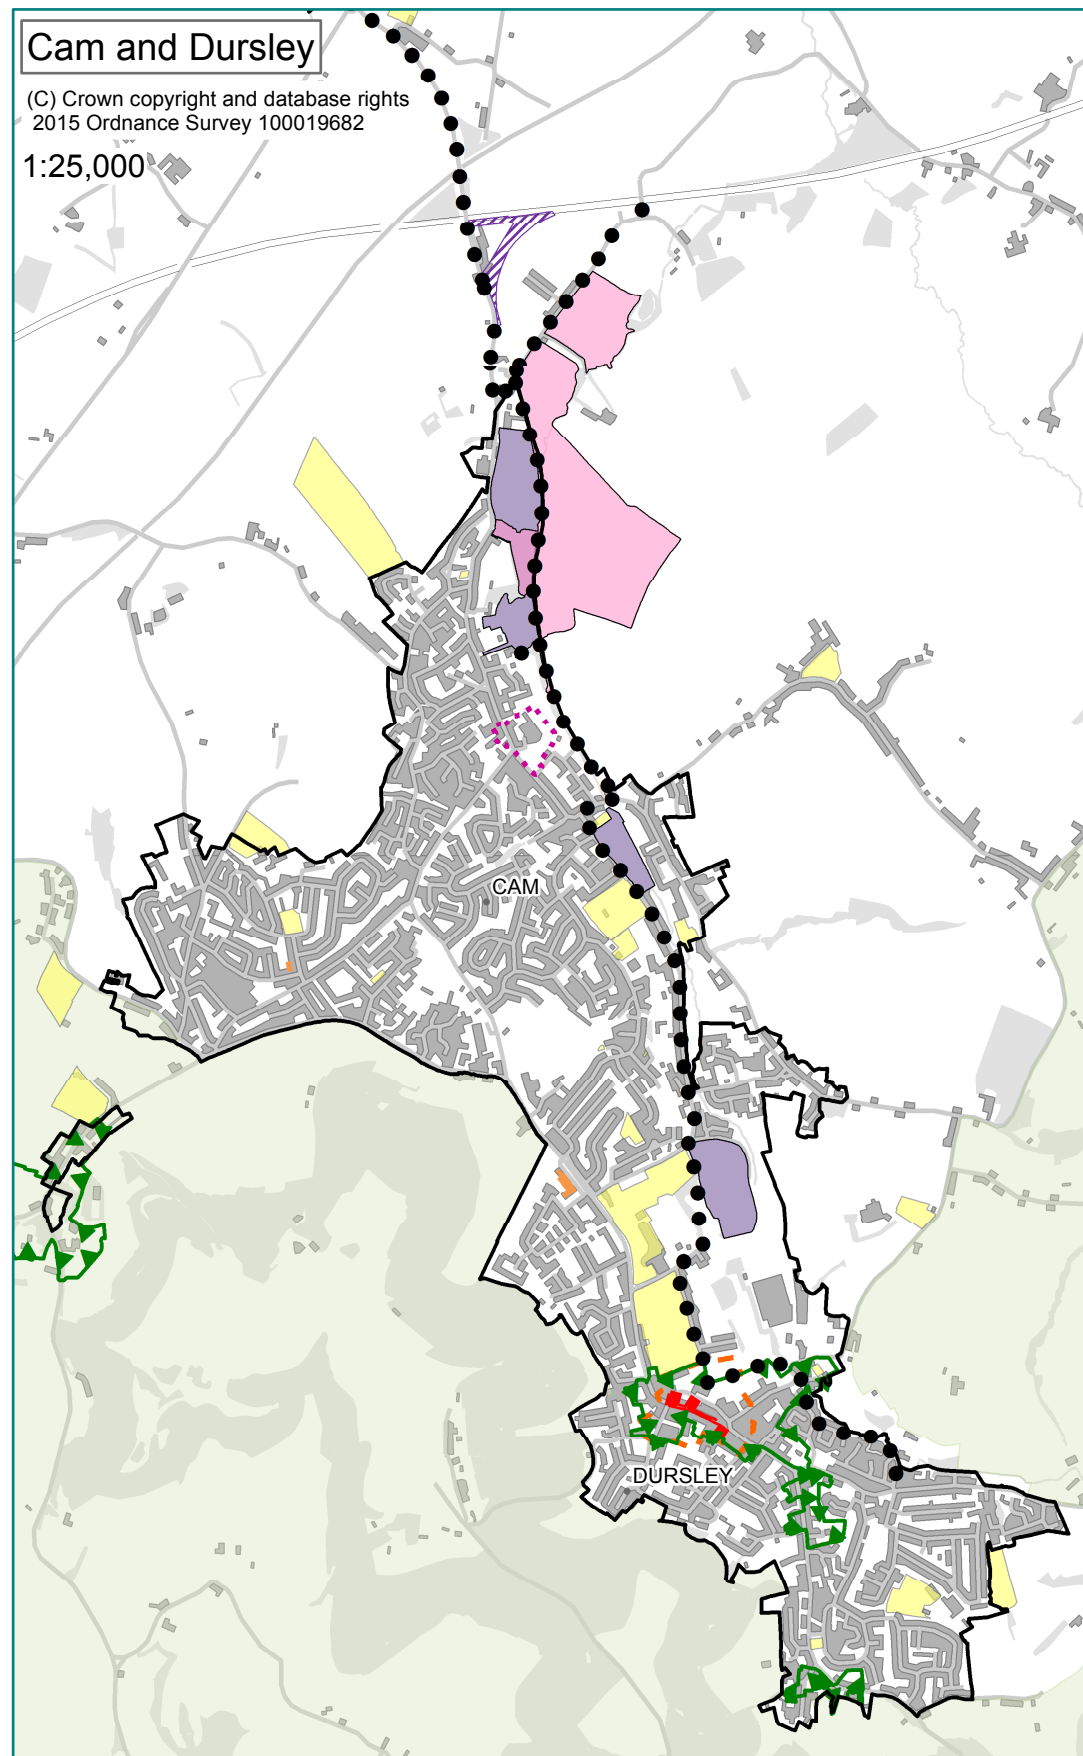 Cam and Dursley
(C) Crown copyright and database rights
2015 Ordnance Survey 100019682
1:25,000
CAM
DURSLEY